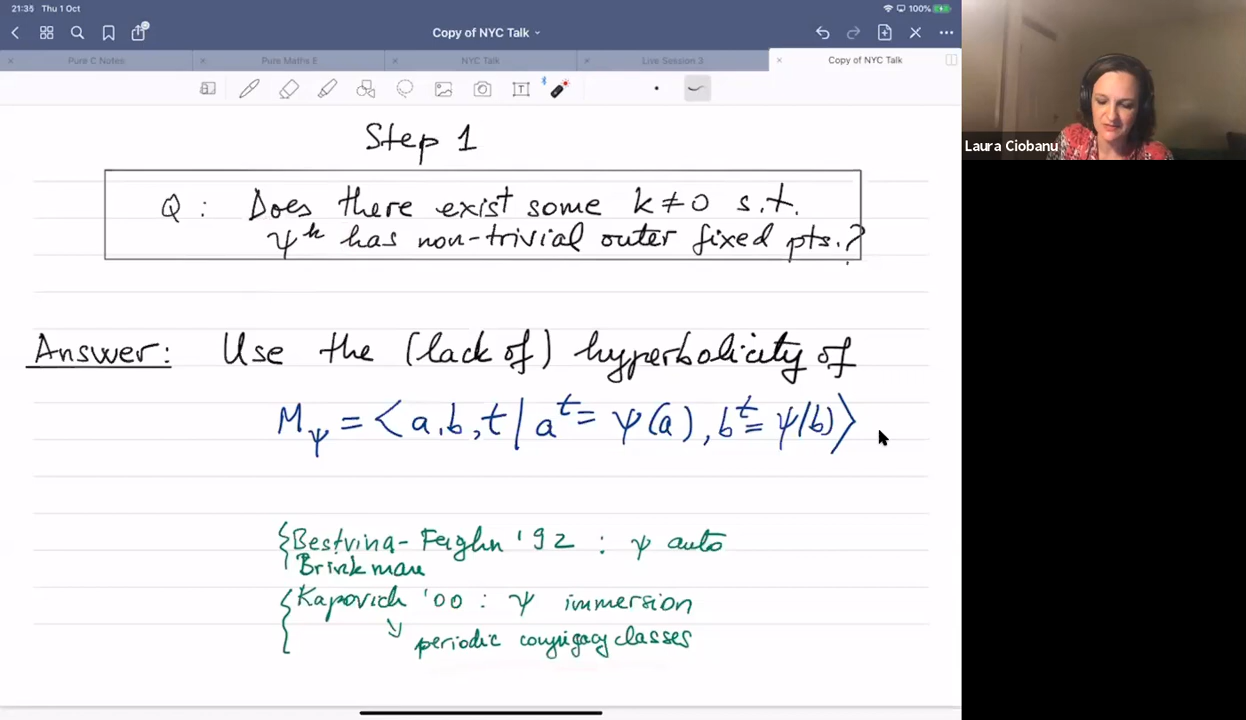 21:35 Thu 1 Oct
100%
Copy of NYC Talk
Pure C Notes
Pure Maths E
NYC Talk
Live Session 3
Copy of NYC Talk
Laura Ciobanu
Step 1
Q : Does there exist some k ≠ 0 s.t.
ψ^k has non-trivial outer fixed pts.?
Answer: Use the (lack of) hyperbolicity of
M_ψ = < a, b, t | a^t = ψ(a), b^t = ψ(b) >
{ Bestvina-Feighn '92 : ψ auto
Brinkman
{ Kapovich '00 : ψ immersion
↘ periodic conjugacy classes